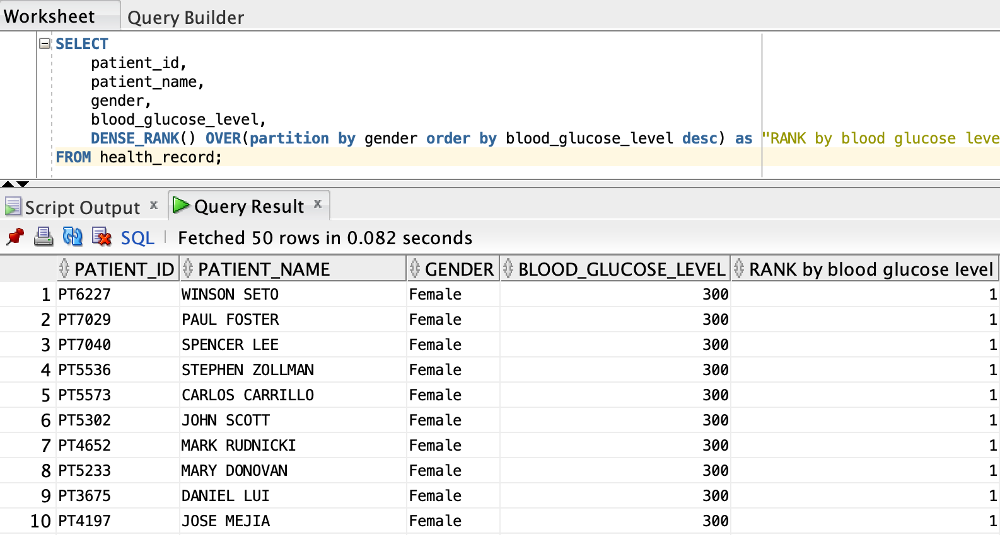 Worksheet Query Builder
SELECT
patient_id,
patient_name,
gender,
blood_glucose_level,
DENSE_RANK() OVER(partition by gender order by blood_glucose_level desc) as "RANK by blood glucose leve
FROM health_record;
Script Output x Query Result x
SQL Fetched 50 rows in 0.082 seconds
PATIENT_ID PATIENT_NAME GENDER BLOOD_GLUCOSE_LEVEL RANK by blood glucose level
1 PT6227 WINSON SETO Female 300 1
2 PT7029 PAUL FOSTER Female 300 1
3 PT7040 SPENCER LEE Female 300 1
4 PT5536 STEPHEN ZOLLMAN Female 300 1
5 PT5573 CARLOS CARRILLO Female 300 1
6 PT5302 JOHN SCOTT Female 300 1
7 PT4652 MARK RUDNICKI Female 300 1
8 PT5233 MARY DONOVAN Female 300 1
9 PT3675 DANIEL LUI Female 300 1
10 PT4197 JOSE MEJIA Female 300 1